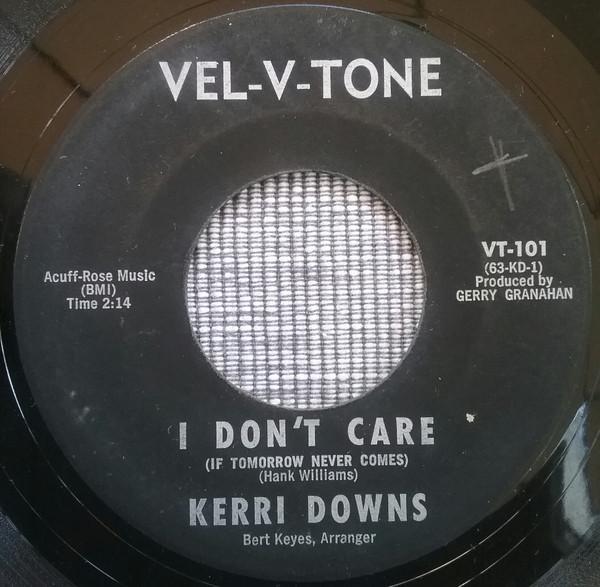 VEL-V-TONE
Acuff-Rose Music
(BMI)
Time 2:14
VT-101
(63-KD-1)
Produced by
GERRY GRANAHAN
I DON'T CARE
(IF TOMORROW NEVER COMES)
(Hank Williams)
KERRI DOWNS
Bert Keyes, Arranger